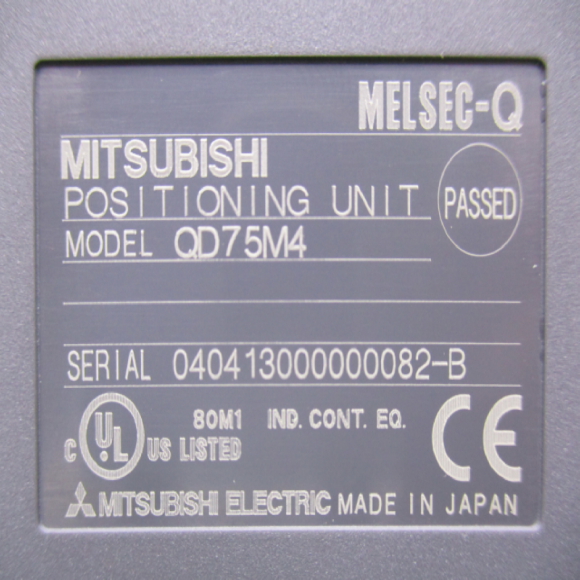 MELSEC-Q
MITSUBISHI
POSITIONING UNIT
PASSED
MODEL QD75M4
SERIAL 040413000000082-B
80M1 IND. CONT. EQ.
C UL US LISTED
CE
MITSUBISHI ELECTRIC MADE IN JAPAN